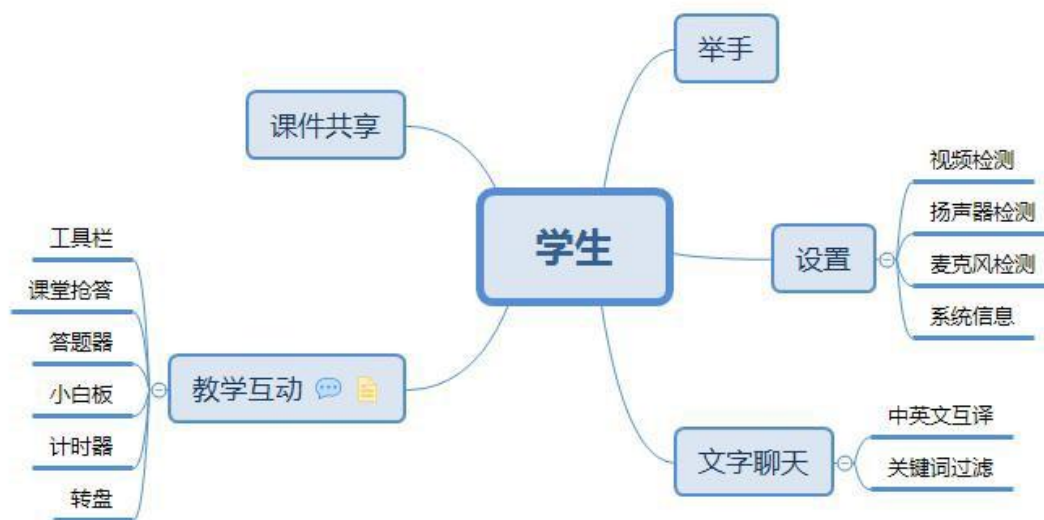 举手
课件共享
学生
设置
视频检测
扬声器检测
麦克风检测
系统信息
教学互动
工具栏
课堂抢答
答题器
小白板
计时器
转盘
文字聊天
中英文互译
关键词过滤